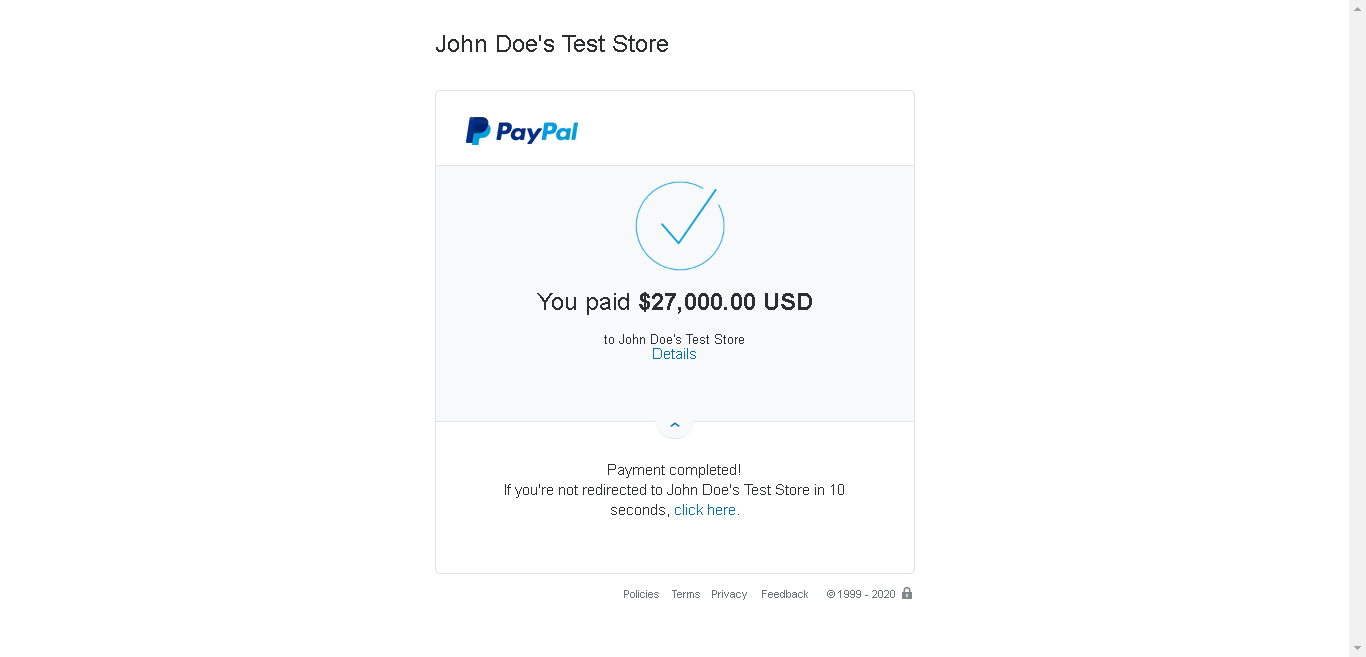 John Doe's Test Store
PayPal
You paid $27,000.00 USD
to John Doe's Test Store
Details
Payment completed!
If you're not redirected to John Doe's Test Store in 10
seconds, click here.
Policies Terms Privacy Feedback © 1999 - 2020